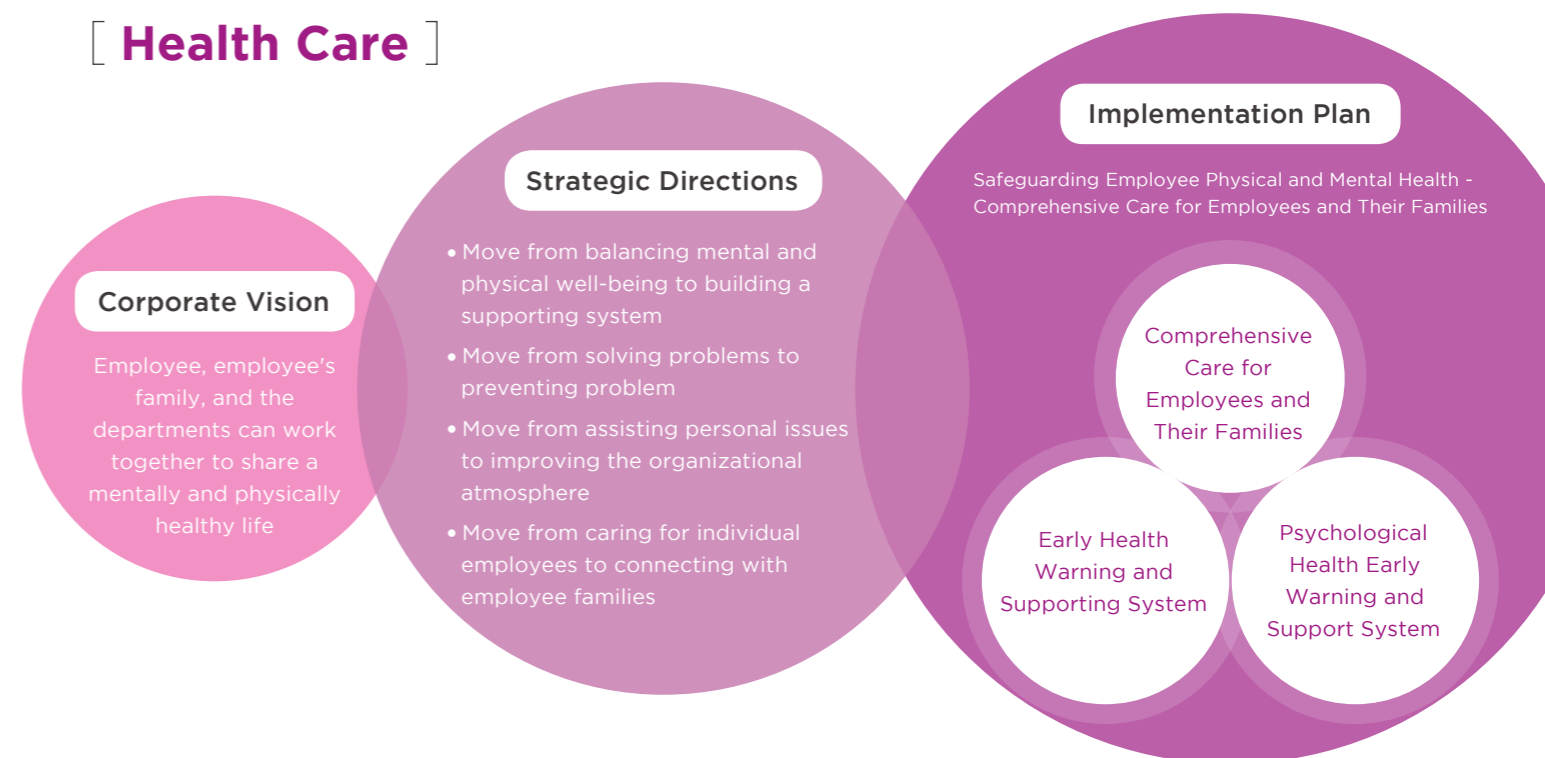 [ Health Care ]
Corporate Vision
Employee, employee's
family, and the
departments can work
together to share a
mentally and physically
healthy life
Strategic Directions
• Move from balancing mental and
physical well-being to building a
supporting system
• Move from solving problems to
preventing problem
• Move from assisting personal issues
to improving the organizational
atmosphere
• Move from caring for individual
employees to connecting with
employee families
Implementation Plan
Safeguarding Employee Physical and Mental Health -
Comprehensive Care for Employees and Their Families
Comprehensive
Care for
Employees and
Their Families
Early Health
Warning and
Supporting System
Psychological
Health Early
Warning and
Support System